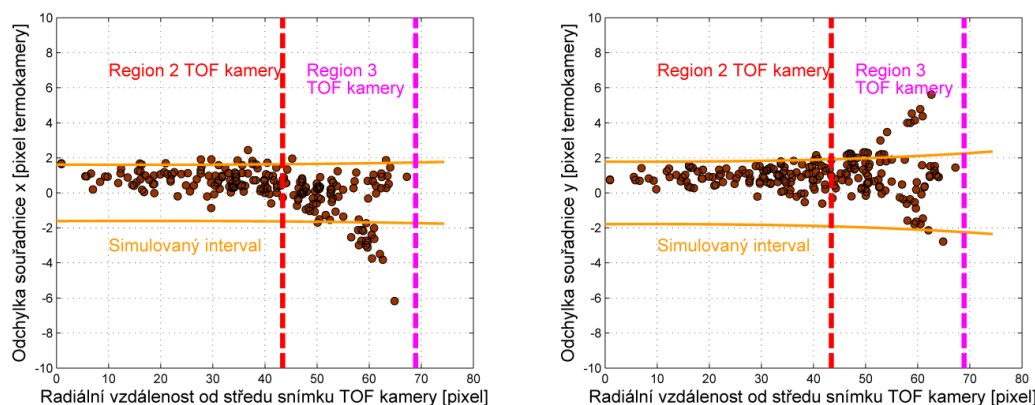 10
8
6
4
2
0
-2
-4
-6
-8
-10
Odchylka souřadnice x [pixel termokamery]
Region 2 TOF kamery
Region 3
TOF kamery
Simulovaný interval
0 10 20 30 40 50 60 70 80
Radiální vzdálenost od středu snímku TOF kamery [pixel]
10
8
6
4
2
0
-2
-4
-6
-8
-10
Odchylka souřadnice y [pixel termokamery]
Region 2 TOF kamery
Region 3
TOF kamery
Simulovaný interval
0 10 20 30 40 50 60 70 80
Radiální vzdálenost od středu snímku TOF kamery [pixel]